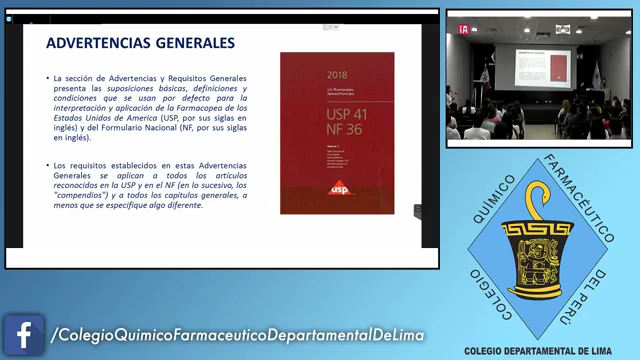 ADVERTENCIAS GENERALES
La sección de Advertencias y Requisitos Generales
presenta las suposiciones básicas, definiciones y
condiciones que se usan por defecto para la
interpretación y aplicación de la Farmacopea de los
Estados Unidos de America (USP, por sus siglas en
inglés) y del Formulario Nacional (NF, por sus siglas
en inglés).
Los requisitos establecidos en estas Advertencias
Generales se aplican a todos los artículos
reconocidos en la USP y en el NF (en lo sucesivo, los
"compendios") y a todos los capítulos generales, a
menos que se especifique algo diferente.
2018
USP 41
NF 36
usp
QUÍMICO
FARMACÉUTICO
COLEGIO
DEL PERÚ
COLEGIO DEPARTAMENTAL DE LIMA
f
/ColegioQuimicoFarmaceuticoDepartamentalDeLima